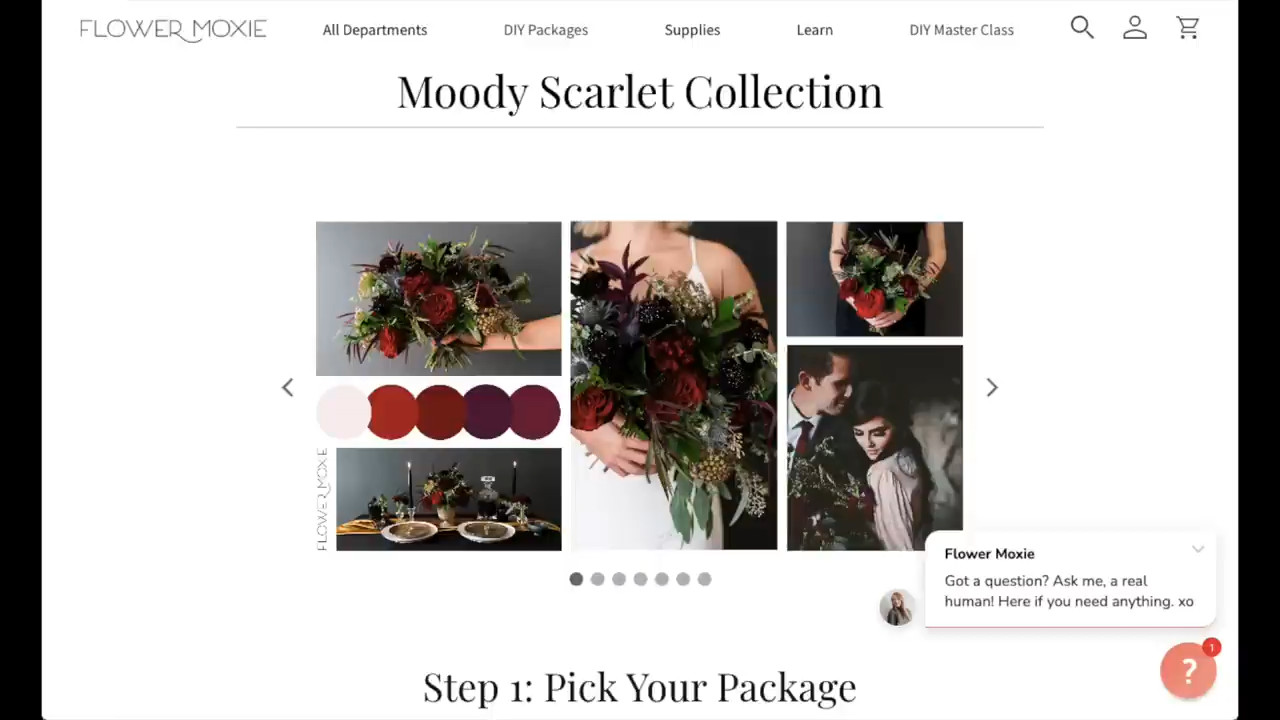 FLOWER MOXIE
All Departments
DIY Packages
Supplies
Learn
DIY Master Class
Moody Scarlet Collection
FLOWER MOXIE
Flower Moxie
Got a question? Ask me, a real
human! Here if you need anything. xo
1
?
Step 1: Pick Your Package